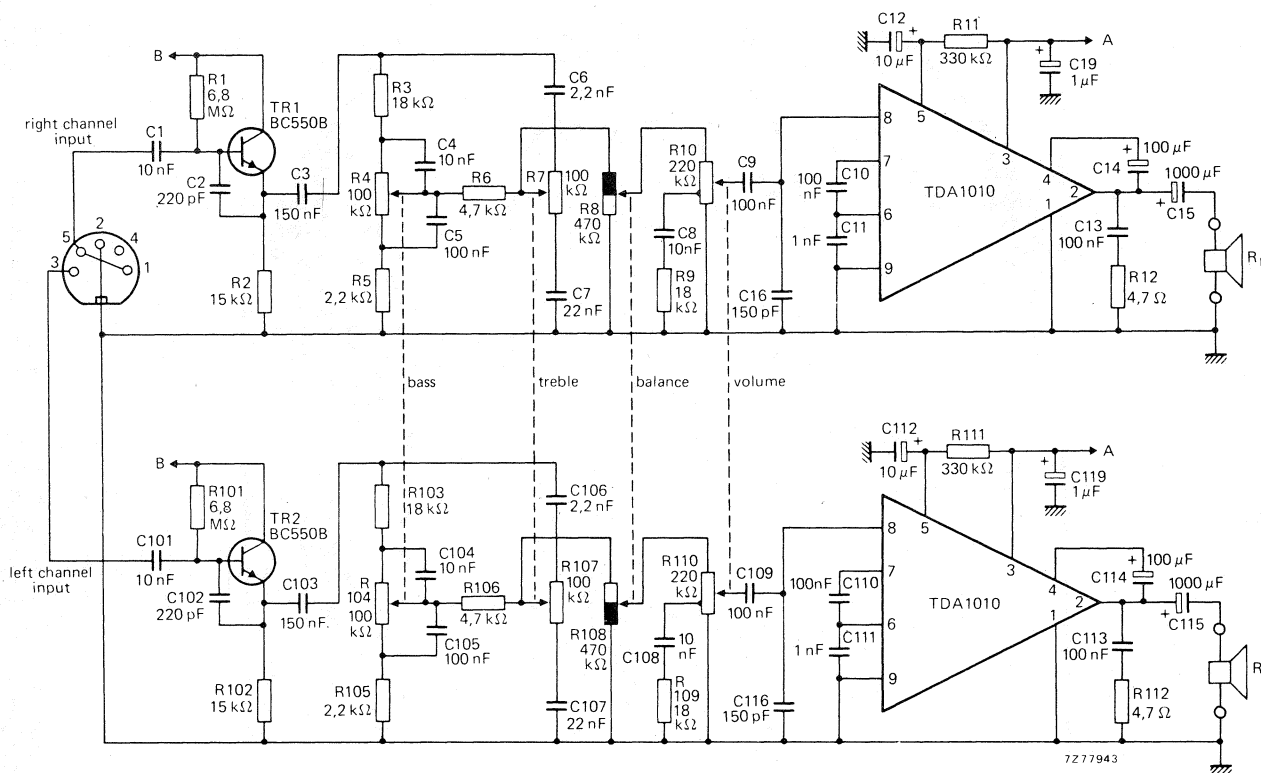 B
R1
6,8
MΩ
TR1
BC550B
right channel
input
C1
10 nF
C2
220 pF
C3
150 nF
R2
15 kΩ
5
2
4
3
1
R3
18 kΩ
C4
10 nF
R4
100
kΩ
R6
4,7 kΩ
C5
100 nF
R5
2,2 kΩ
C6
2,2 nF
R7
100
kΩ
R8
470
kΩ
C7
22 nF
R10
220
kΩ
C8
10nF
R9
18
kΩ
C9
100nF
C16
150 pF
C12
+
10 µF
R11
330 kΩ
A
+
C19
1 µF
8
5
3
7
100
nF
C10
6
1 nF
C11
9
TDA1010
4
2
1
C14
+
100 µF
1000 µF
+
C15
C13
100 nF
R12
4,7 Ω
bass
treble
balance
volume
B
R101
6,8
MΩ
TR2
BC550B
left channel
input
C101
10 nF
C102
220 pF
C103
150 nF.
R102
15 kΩ
R103
18 kΩ
C104
10 nF
R
104
100
kΩ
R106
4,7 kΩ
C105
100 nF
R105
2,2 kΩ
C106
2,2 nF
R107
100
kΩ
R108
470
kΩ
C107
22 nF
R110
220
kΩ
C108
10
nF
R
109
18
kΩ
C109
100 nF
C116
150 pF
C112
+
10 µF
R111
330 kΩ
A
+
C119
1 µF
8
5
3
7
100nF
C110
6
1 nF
C111
9
TDA1010
4
2
1
C114
+
100 µF
1000 µF
+
C115
C113
100 nF
R112
4,7 Ω
7Z77943